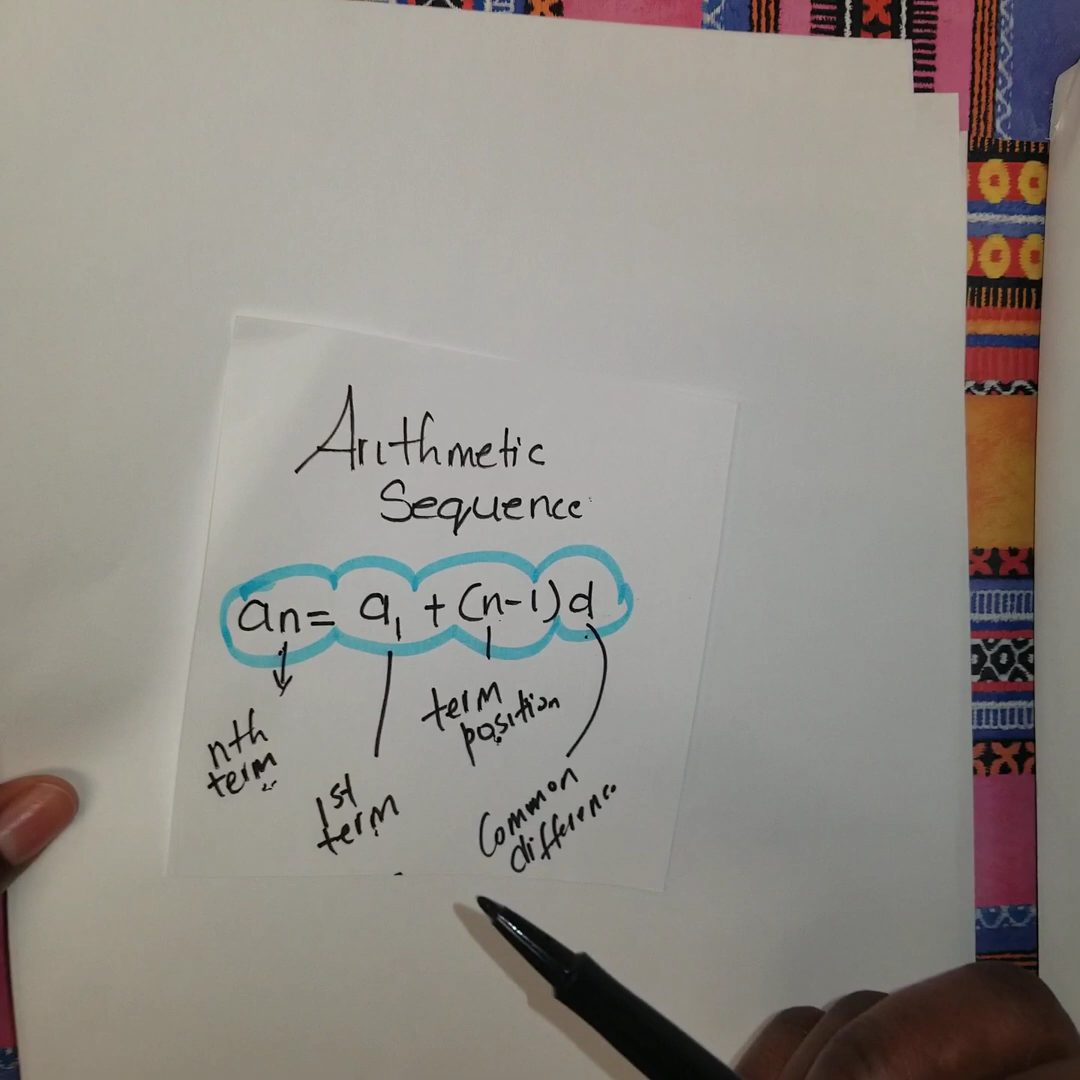 Arithmetic
Sequence
an = a₁ + (n-1)d
nth
term
1st
term
term
position
Common
difference